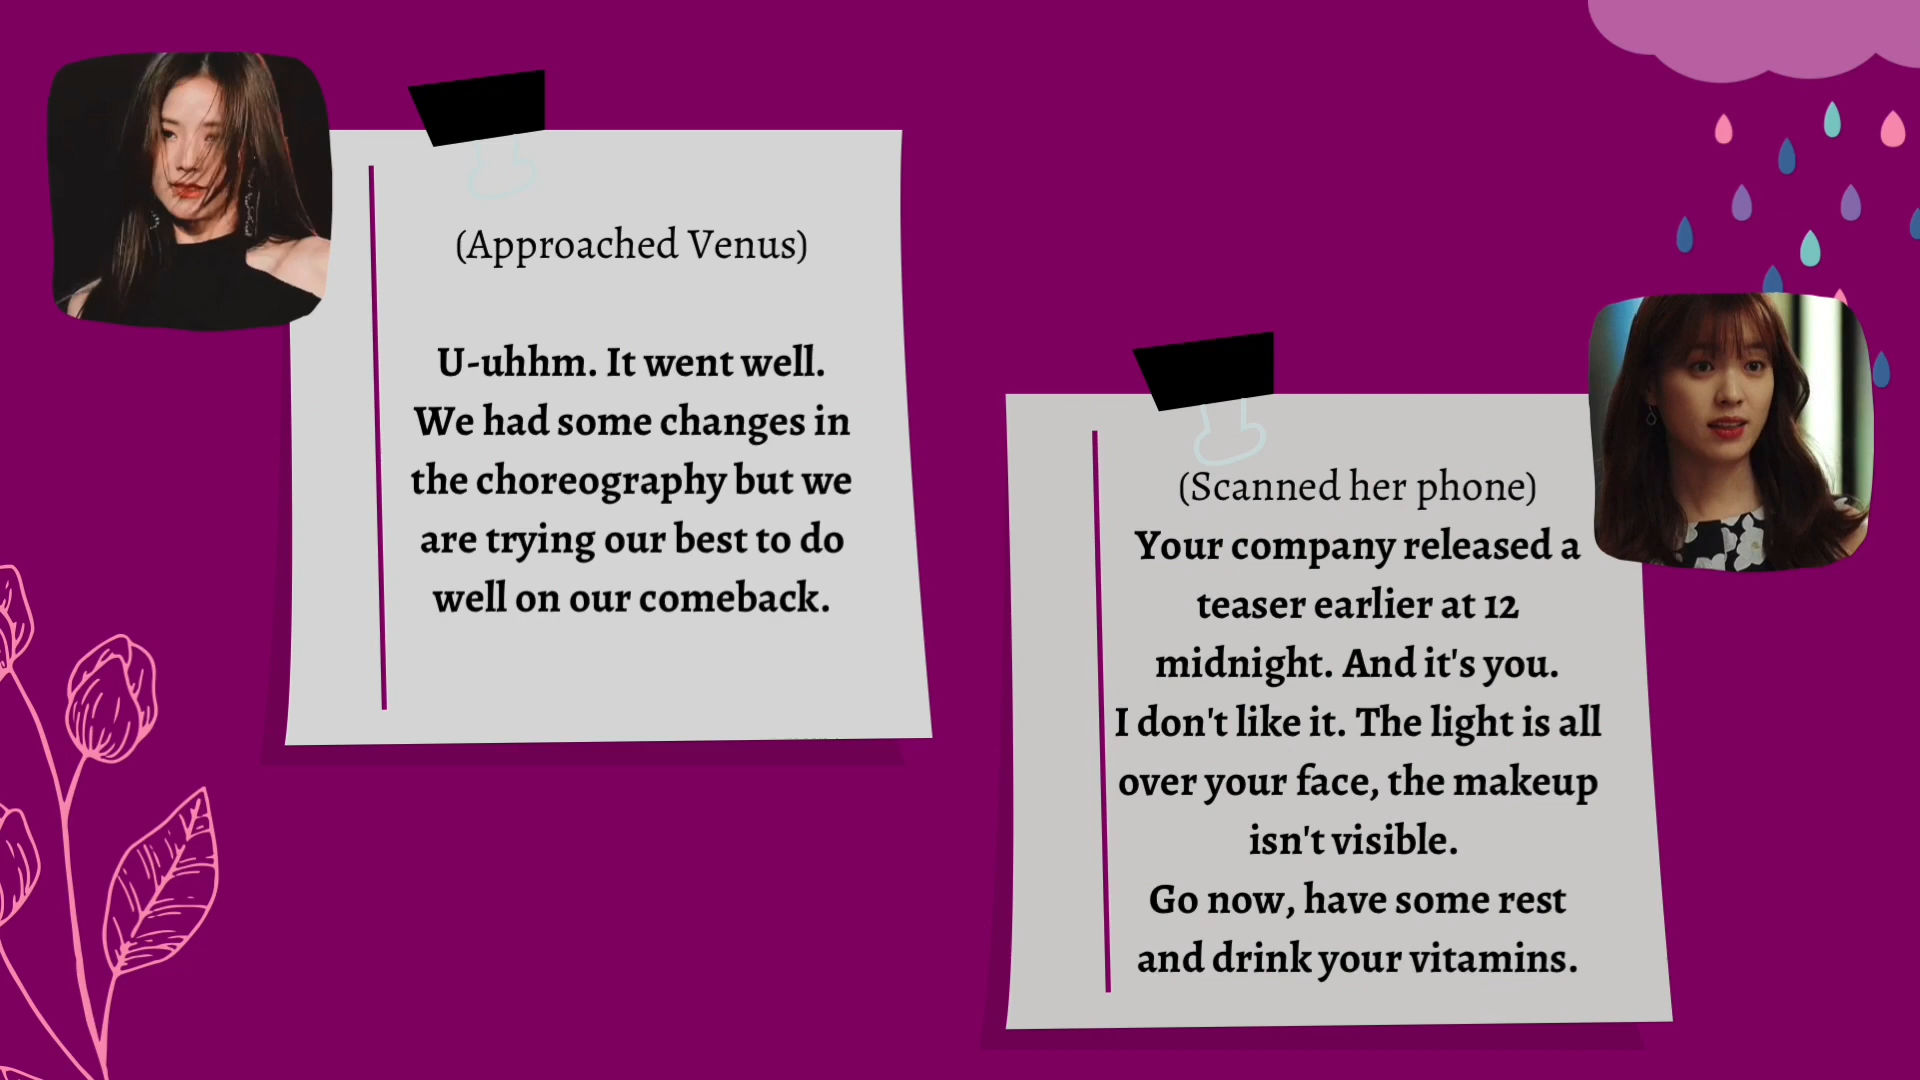 (Approached Venus)
U-uhhm. It went well.
We had some changes in
the choreography but we
are trying our best to do
well on our comeback.
(Scanned her phone)
Your company released a
teaser earlier at 12
midnight. And it's you.
I don't like it. The light is all
over your face, the makeup
isn't visible.
Go now, have some rest
and drink your vitamins.